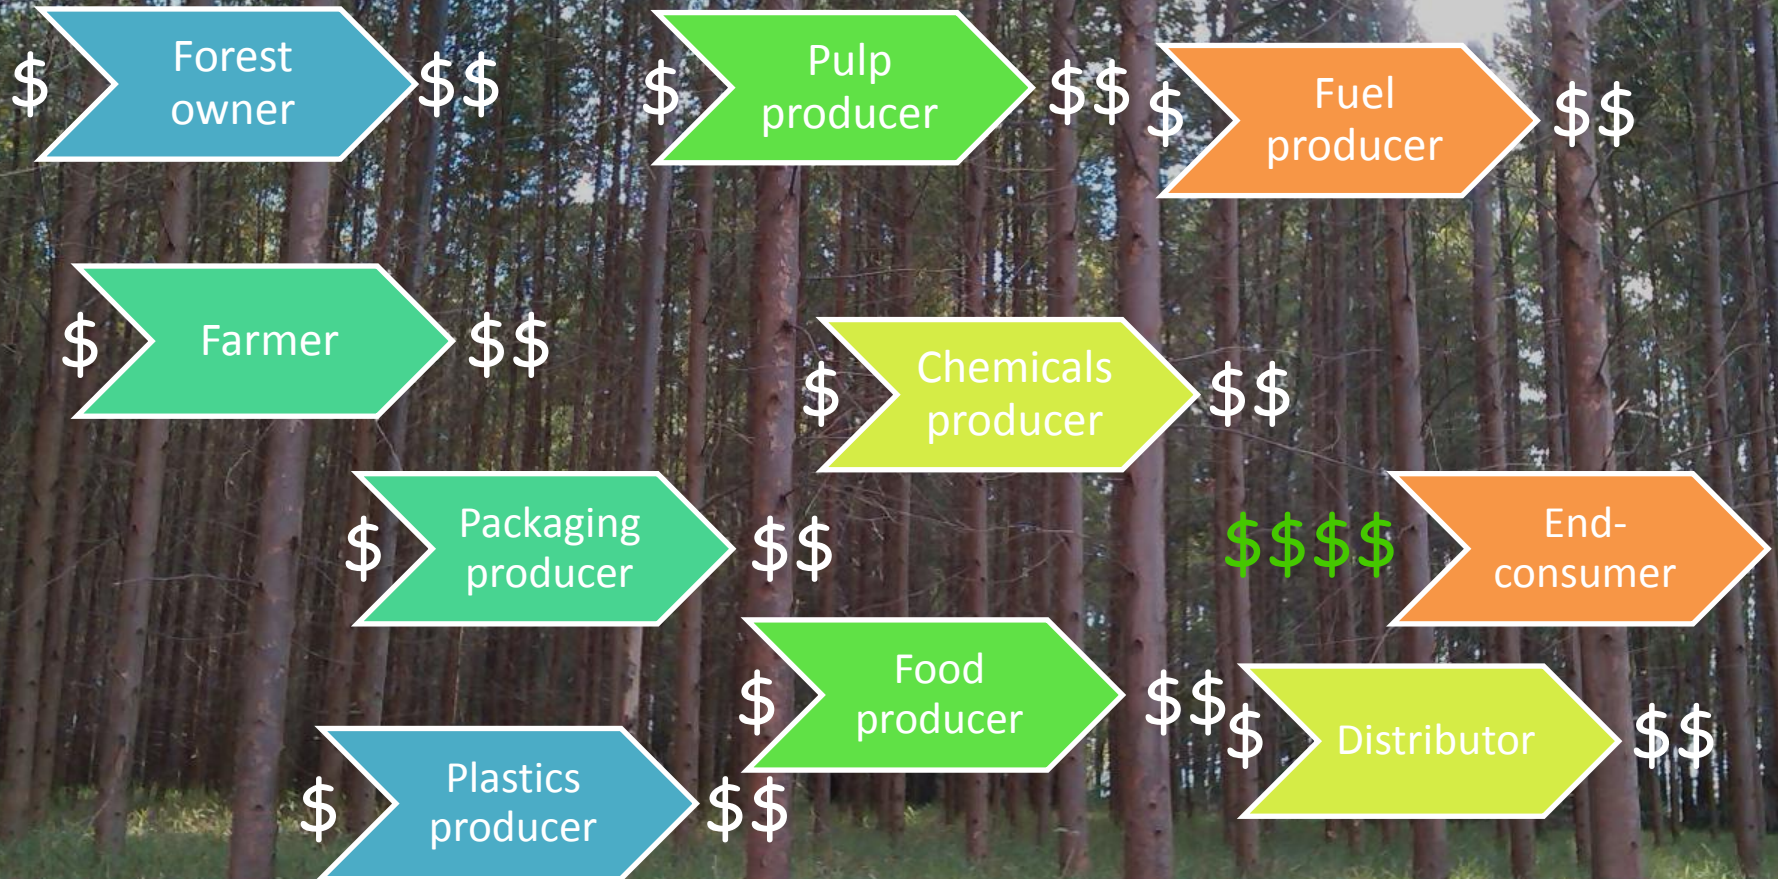 $ Forest
owner $$
$ Pulp
producer $$
$ Fuel
producer $$
$ Farmer $$
$ Chemicals
producer $$
$ Packaging
producer $$
$$$$ End-
consumer
$ Food
producer $$
$ Distributor $$
$ Plastics
producer $$